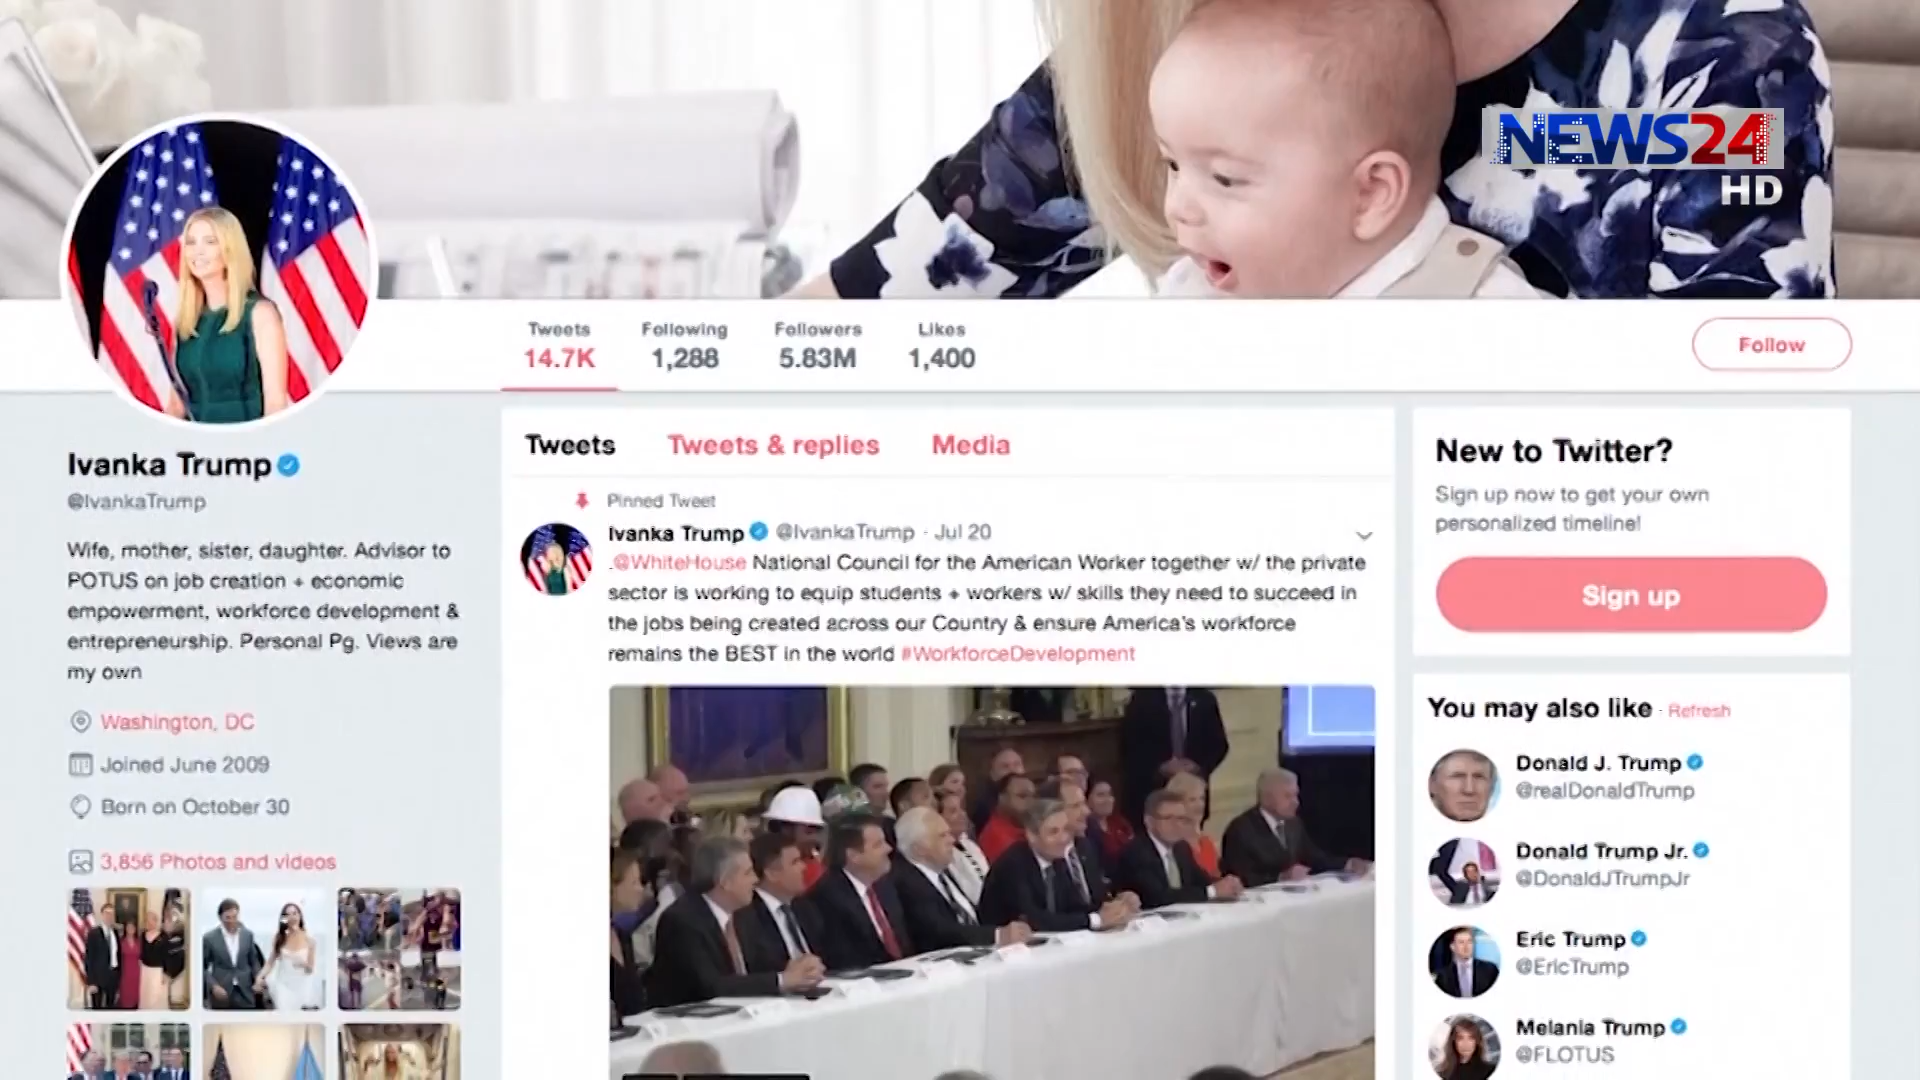 NEWS24
HD
Tweets
14.7K
Following
1,288
Followers
5.83M
Likes
1,400
Follow
Ivanka Trump
@IvankaTrump
Wife, mother, sister, daughter. Advisor to
POTUS on job creation + economic
empowerment, workforce development &
entrepreneurship. Personal Pg. Views are
my own
Washington, DC
Joined June 2009
Born on October 30
3,856 Photos and videos
Tweets
Tweets & replies
Media
Pinned Tweet
Ivanka Trump @IvankaTrump · Jul 20
.@WhiteHouse National Council for the American Worker together w/ the private
sector is working to equip students + workers w/ skills they need to succeed in
the jobs being created across our Country & ensure America's workforce
remains the BEST in the world #WorkforceDevelopment
New to Twitter?
Sign up now to get your own
personalized timeline!
Sign up
You may also like · Refresh
Donald J. Trump
@realDonaldTrump
Donald Trump Jr.
@DonaldJTrumpJr
Eric Trump
@EricTrump
Melania Trump
@FLOTUS